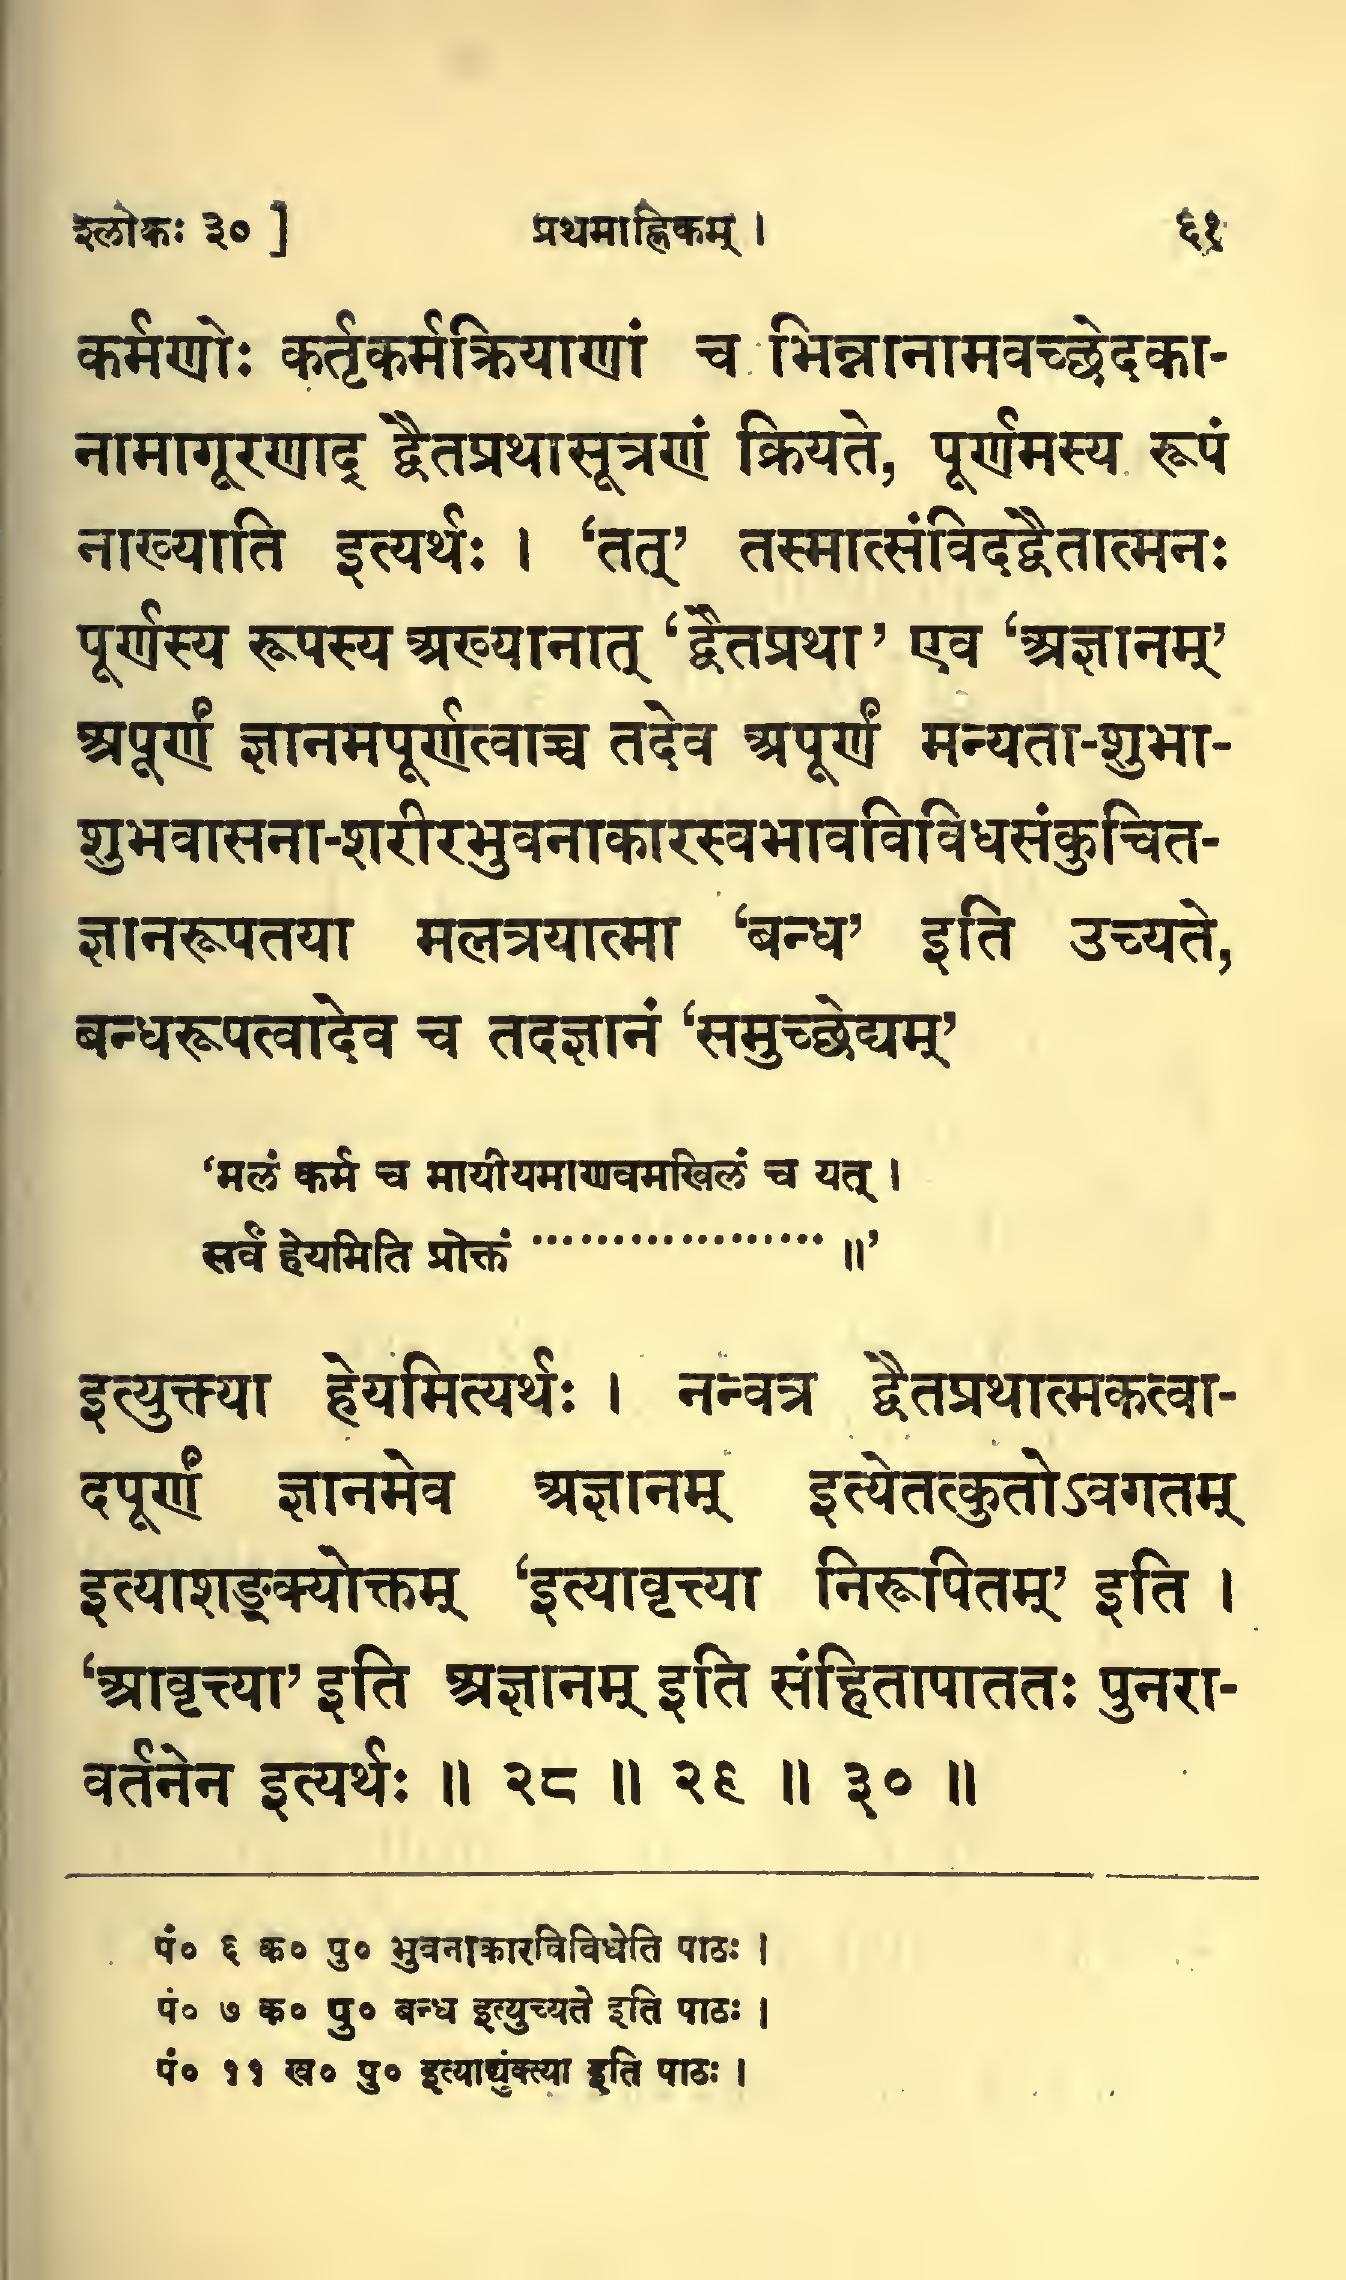 श्लोकः ३० ] प्रथमाह्निकम् । ६१
कर्मणोः कर्तृकर्मक्रियाणां च भिन्नानामवच्छेदका-
नामागूरणाद् द्वैतप्रथासूत्रणं क्रियते, पूर्णमस्य रूपं
नाख्याति इत्यर्थः । ‘तत्’ तस्मात्संविदद्वैतात्मनः
पूर्णस्य रूपस्य अख्यानात् ‘द्वैतप्रथा’ एव ‘अज्ञानम्’
अपूर्णं ज्ञानमपूर्णत्वाच्च तदेव अपूर्णं मन्यता-शुभा-
शुभवासना-शरीरभुवनाकारस्वभावविविधसंकुचित-
ज्ञानरूपतया मलत्रयात्मा ‘बन्ध’ इति उच्यते,
बन्धरूपत्वादेव च तदज्ञानं ‘समुच्छेद्यम्’
‘मलं कर्म च मायीयमाणवमखिलं च यत् ।
सर्वं हेयमिति प्रोक्तं ··················· ॥’
इत्युक्त्या हेयमित्यर्थः । नन्वत्र द्वैतप्रथात्मकत्वा-
दपूर्णं ज्ञानमेव अज्ञानम् इत्येतत्कुतोऽवगतम्
इत्याशङ्क्योक्तम् ‘इत्यावृत्त्या निरूपितम्’ इति ।
‘आवृत्त्या’ इति अज्ञानम् इति संहितापाततः पुनरा-
वर्तनेन इत्यर्थः ॥ २८ ॥ २९ ॥ ३० ॥
पं० ६ क० पु० भुवनाकारविविधेति पाठः ।
पं० ७ क० पु० बन्ध इत्युच्यते इति पाठः ।
पं० ११ ख० पु० इत्याद्युक्त्या इति पाठः ।